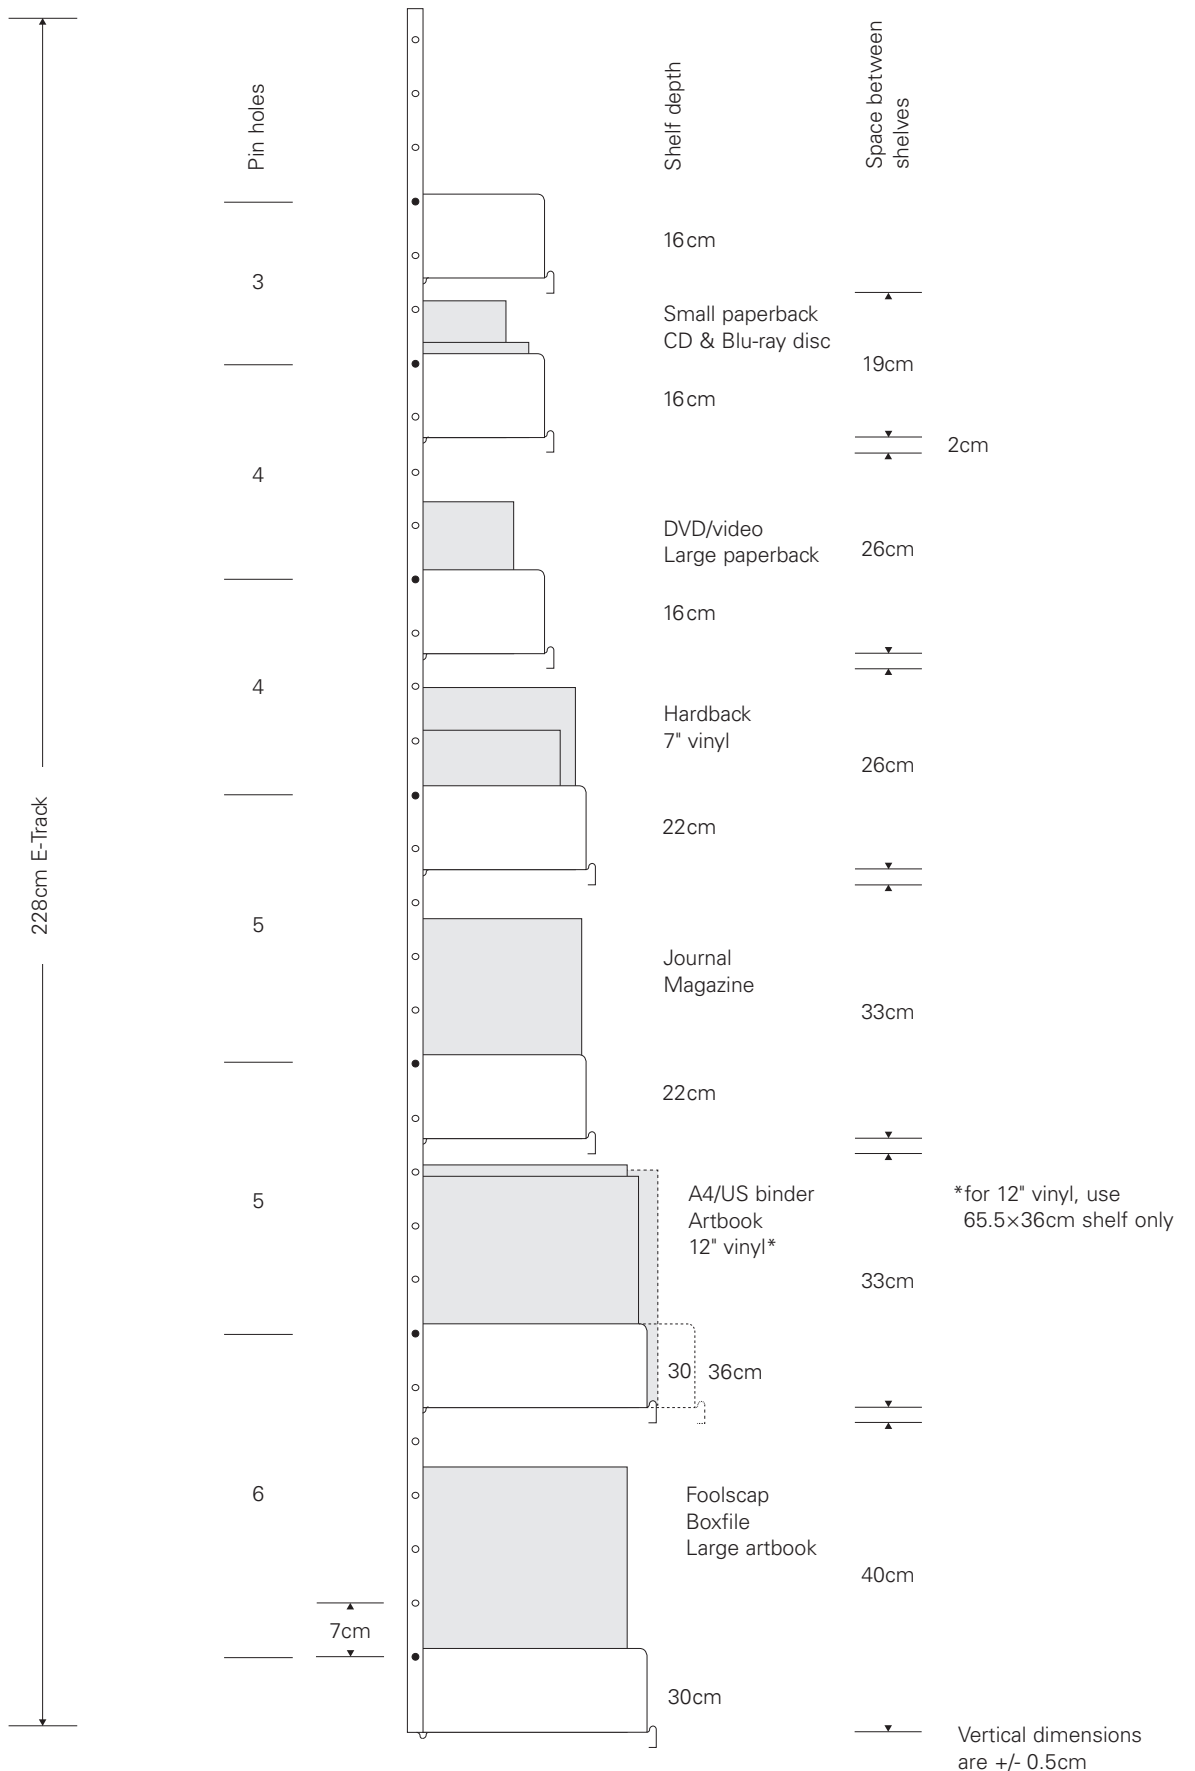 Pin holes
Shelf depth
Space between
shelves
16cm
3
Small paperback
CD & Blu-ray disc
19cm
16cm
2cm
4
DVD/video
Large paperback
26cm
16cm
4
Hardback
7" vinyl
26cm
22cm
228cm E-Track
5
Journal
Magazine
33cm
22cm
5
A4/US binder
Artbook
12" vinyl*
*for 12" vinyl, use
65.5×36cm shelf only
33cm
30
36cm
6
Foolscap
Boxfile
Large artbook
40cm
7cm
30cm
Vertical dimensions
are +/- 0.5cm